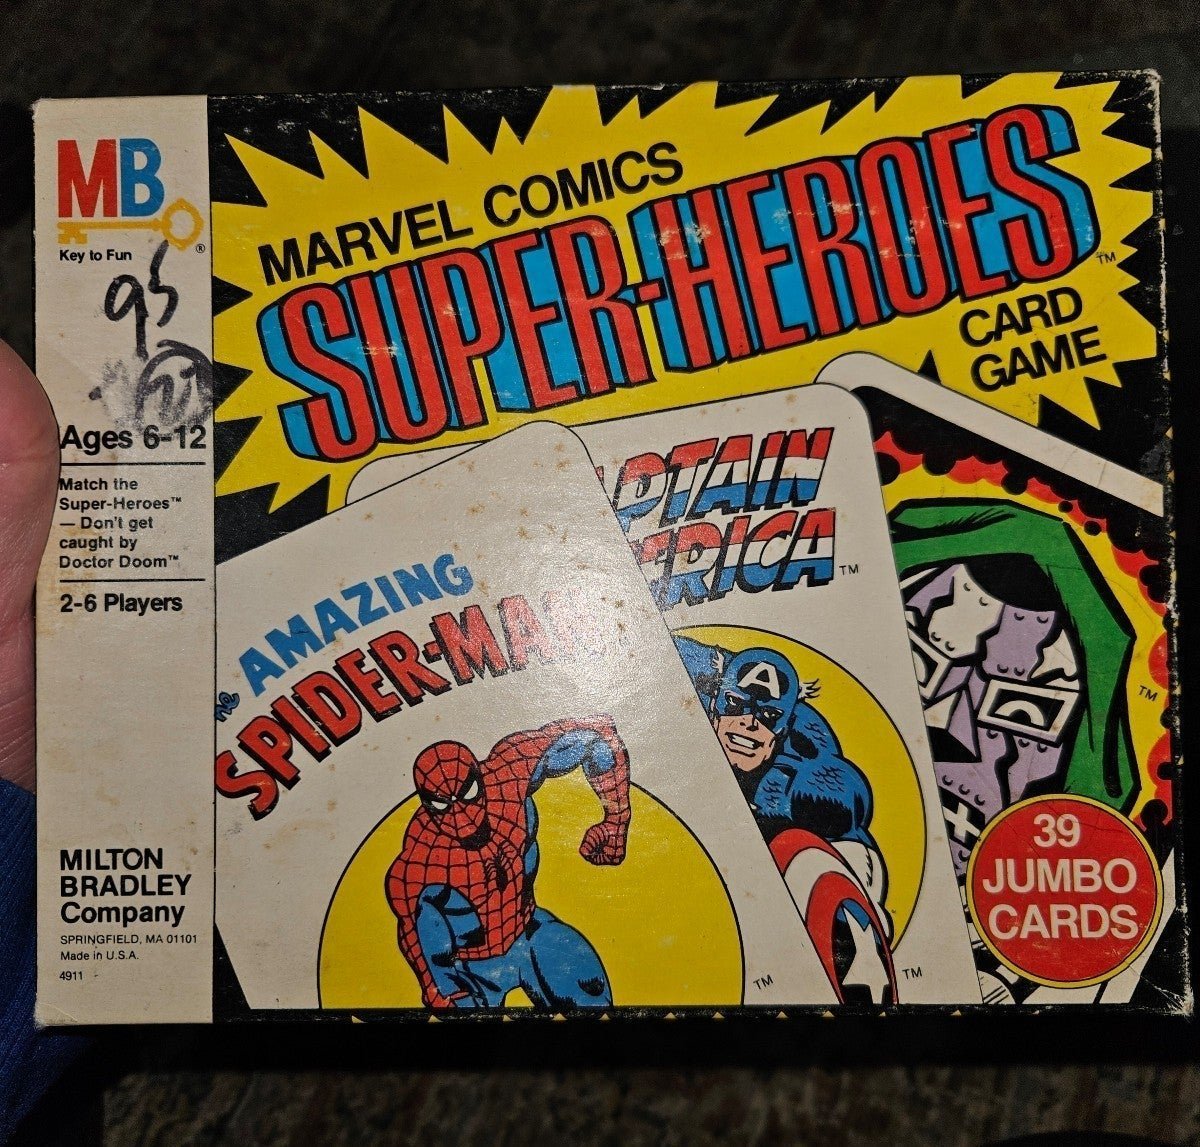 MB
®
Key to Fun
95
Ages 6-12
Match the
Super-Heroes™
— Don't get
caught by
Doctor Doom™
2-6 Players
MILTON
BRADLEY
Company
SPRINGFIELD, MA 01101
Made in U.S.A.
4911
MARVEL COMICS
SUPER-HEROES™
CARD
GAME
The AMAZING
SPIDER-MAN
TM
PTAIN
ERICA™
A
TM
TM
39
JUMBO
CARDS